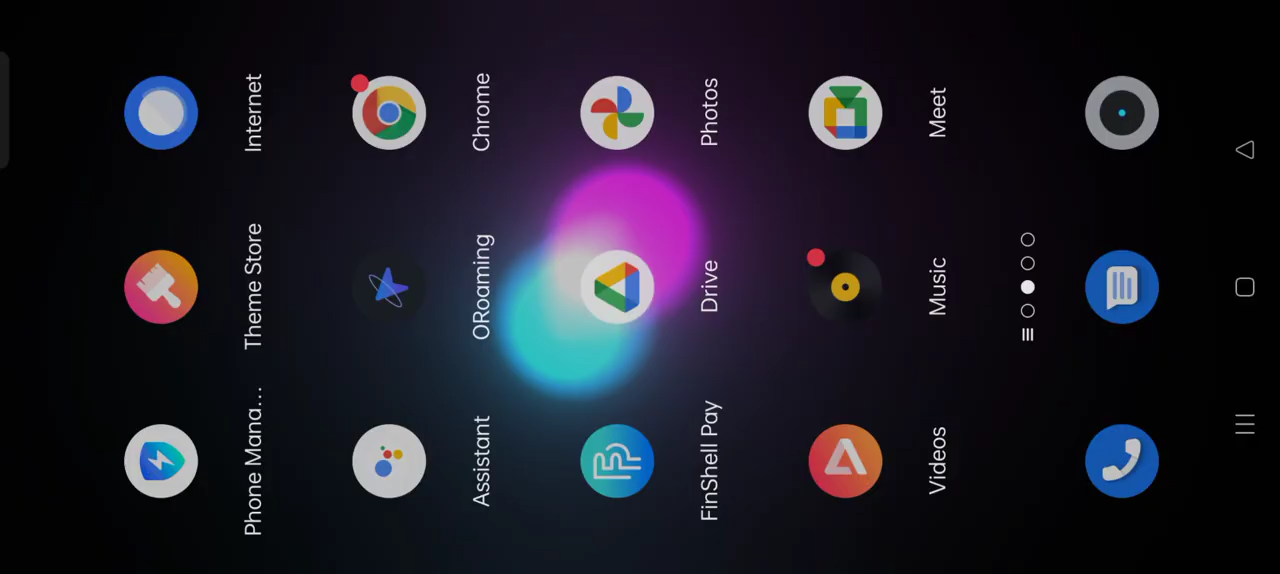 Phone Mana...
Theme Store
Internet
Assistant
ORoaming
Chrome
FinShell Pay
Drive
Photos
Videos
Music
Meet